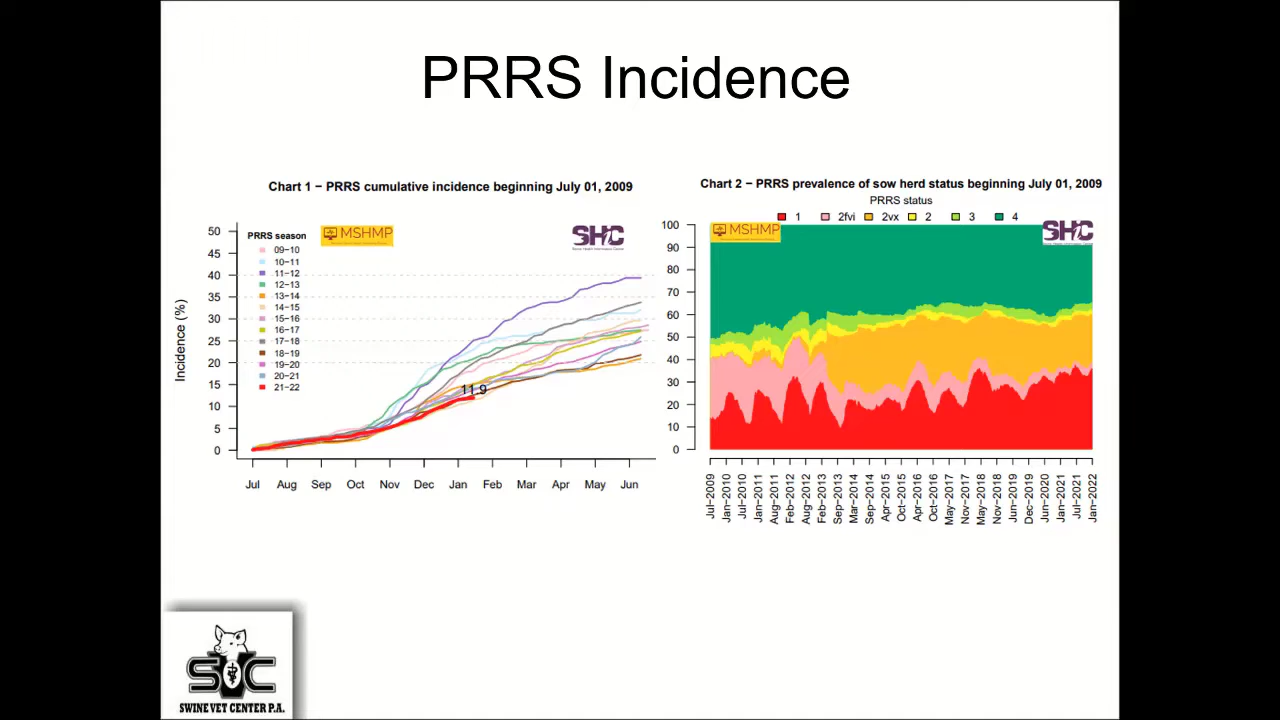 PRRS Incidence
Chart 1 − PRRS cumulative incidence beginning July 01, 2009
Incidence (%)
50
45
40
35
30
25
20
15
10
5
0
PRRS season
09−10
10−11
11−12
12−13
13−14
14−15
15−16
16−17
17−18
18−19
19−20
20−21
21−22
MSHMP
SHIC
11.9
Jul Aug Sep Oct Nov Dec Jan Feb Mar Apr May Jun
Chart 2 − PRRS prevalence of sow herd status beginning July 01, 2009
PRRS status
1 2fvi 2vx 2 3 4
MSHMP
SHIC
100
90
80
70
60
50
40
30
20
10
0
Jul−2009
Jan−2010
Jul−2010
Jan−2011
Aug−2011
Feb−2012
Aug−2012
Feb−2013
Sep−2013
Mar−2014
Sep−2014
Apr−2015
Oct−2015
Apr−2016
Oct−2016
May−2017
Nov−2017
May−2018
Nov−2018
Jun−2019
Dec−2019
Jun−2020
Jan−2021
Jul−2021
Jan−2022
SVC
SWINE VET CENTER P.A.